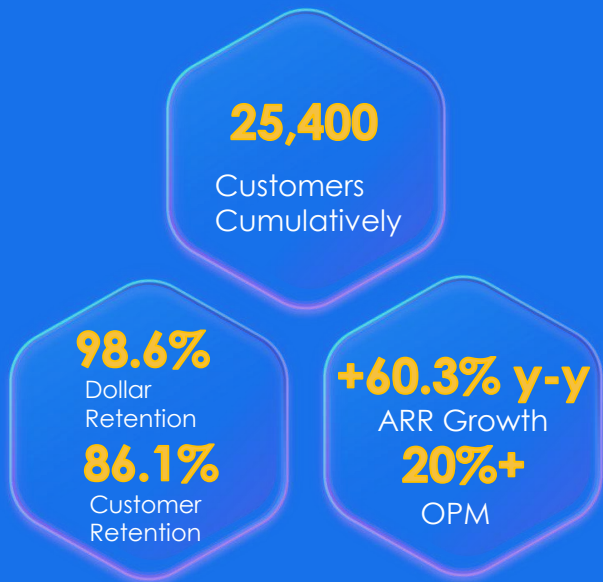 25,400
Customers
Cumulatively
98.6%
Dollar
Retention
86.1%
Customer
Retention
+60.3% y-y
ARR Growth
20%+
OPM